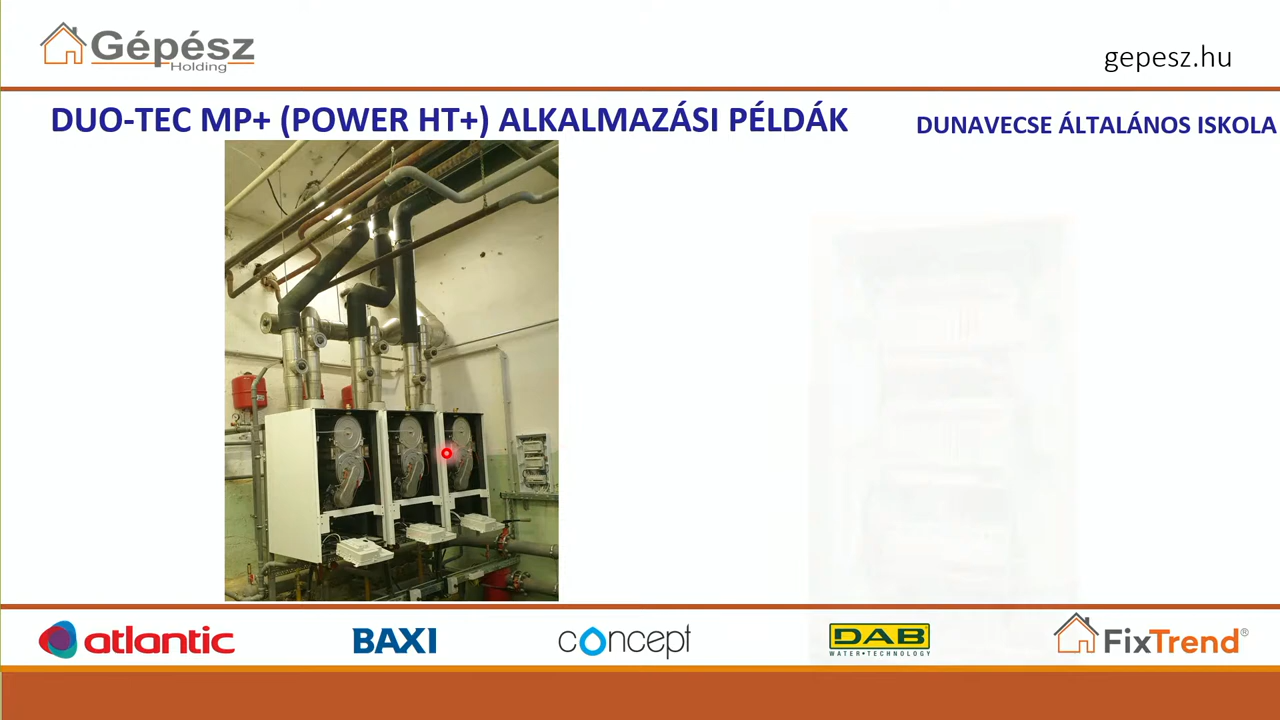 Gépész
Holding
gepesz.hu
DUO-TEC MP+ (POWER HT+) ALKALMAZÁSI PÉLDÁK
DUNAVECSE ÁLTALÁNOS ISKOLA
atlantic
BAXI
concept
DAB
WATER•TECHNOLOGY
FixTrend®